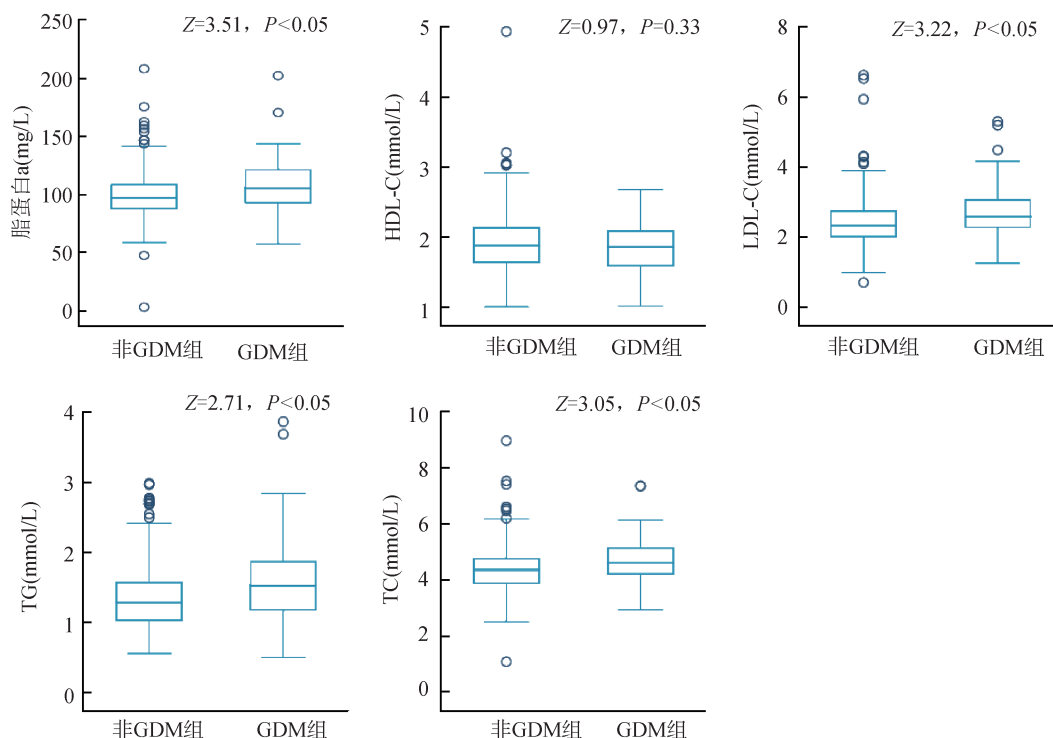 Z=3.51，P<0.05
脂蛋白a(mg/L)
250
200
150
100
50
0
非GDM组
GDM组
Z=0.97，P=0.33
HDL-C(mmol/L)
5
4
3
2
1
非GDM组
GDM组
Z=3.22，P<0.05
LDL-C(mmol/L)
8
6
4
2
0
非GDM组
GDM组
Z=2.71，P<0.05
TG(mmol/L)
4
3
2
1
0
非GDM组
GDM组
Z=3.05，P<0.05
TC(mmol/L)
10
8
6
4
2
0
非GDM组
GDM组